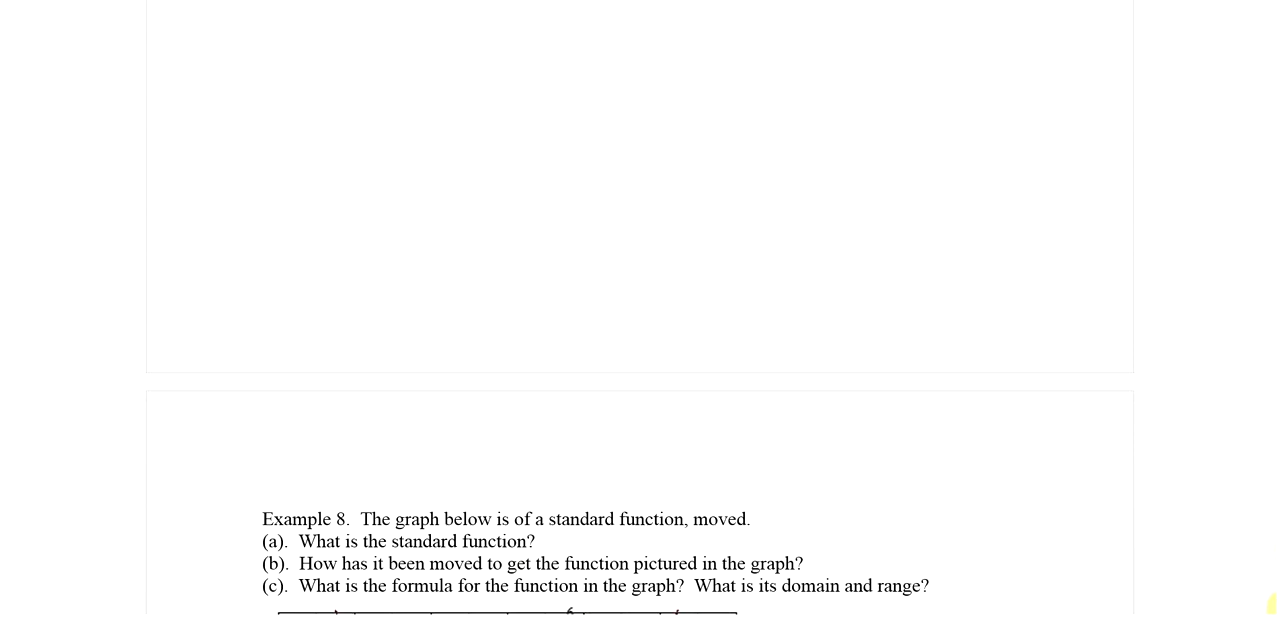 Example 8.  The graph below is of a standard function, moved.
(a).  What is the standard function?
(b).  How has it been moved to get the function pictured in the graph?
(c).  What is the formula for the function in the graph?  What is its domain and range?